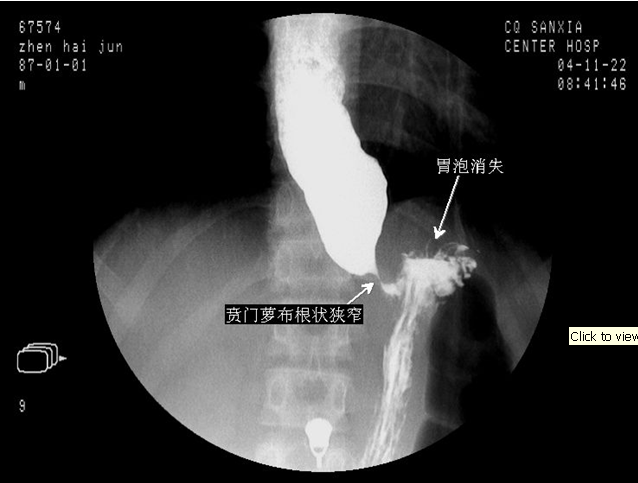 67574
zhen hai jun
87-01-01
m
CQ SANXIA
CENTER HOSP
04-11-22
08:41:46
胃泡消失
贲门萝布根状狭窄
Click to view
9